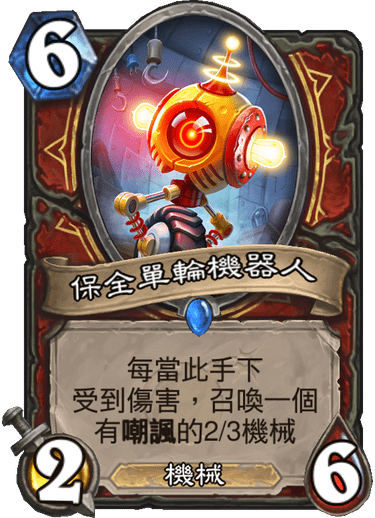 6
保全單輪機器人
每當此手下
受到傷害，召喚一個
有嘲諷的2/3機械
2
機械
6